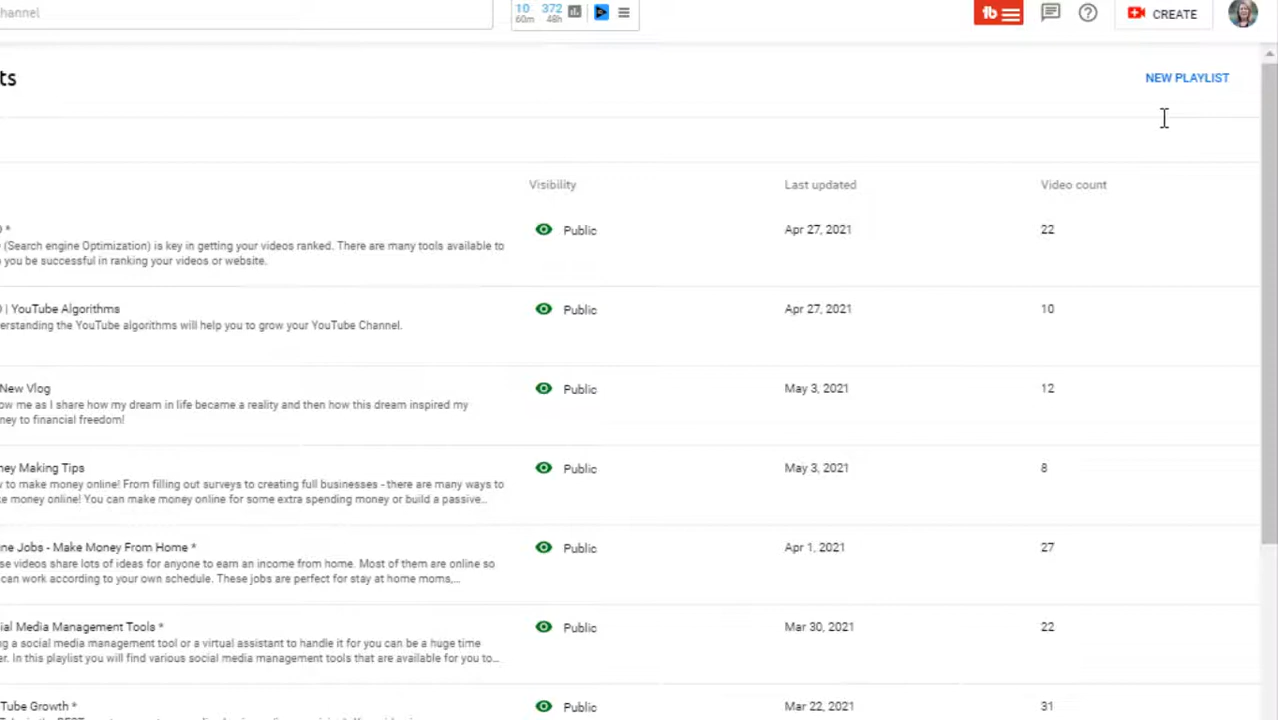 channel
10 372
60m 48h
CREATE
ts
NEW PLAYLIST
Visibility Last updated Video count
O * Public Apr 27, 2021 22
(Search engine Optimization) is key in getting your videos ranked. There are many tools available to
you be successful in ranking your videos or website.
| YouTube Algorithms Public Apr 27, 2021 10
erstanding the YouTube algorithms will help you to grow your YouTube Channel.
New Vlog Public May 3, 2021 12
ow me as I share how my dream in life became a reality and then how this dream inspired my
ney to financial freedom!
ney Making Tips Public May 3, 2021 8
to make money online! From filling out surveys to creating full businesses - there are many ways to
ke money online! You can make money online for some extra spending money or build a passive...
ine Jobs - Make Money From Home * Public Apr 1, 2021 27
se videos share lots of ideas for anyone to earn an income from home. Most of them are online so
can work according to your own schedule. These jobs are perfect for stay at home moms,...
ial Media Management Tools * Public Mar 30, 2021 22
g a social media management tool or a virtual assistant to handle it for you can be a huge time
er. In this playlist you will find various social media management tools that are available for you to...
Tube Growth * Public Mar 22, 2021 31